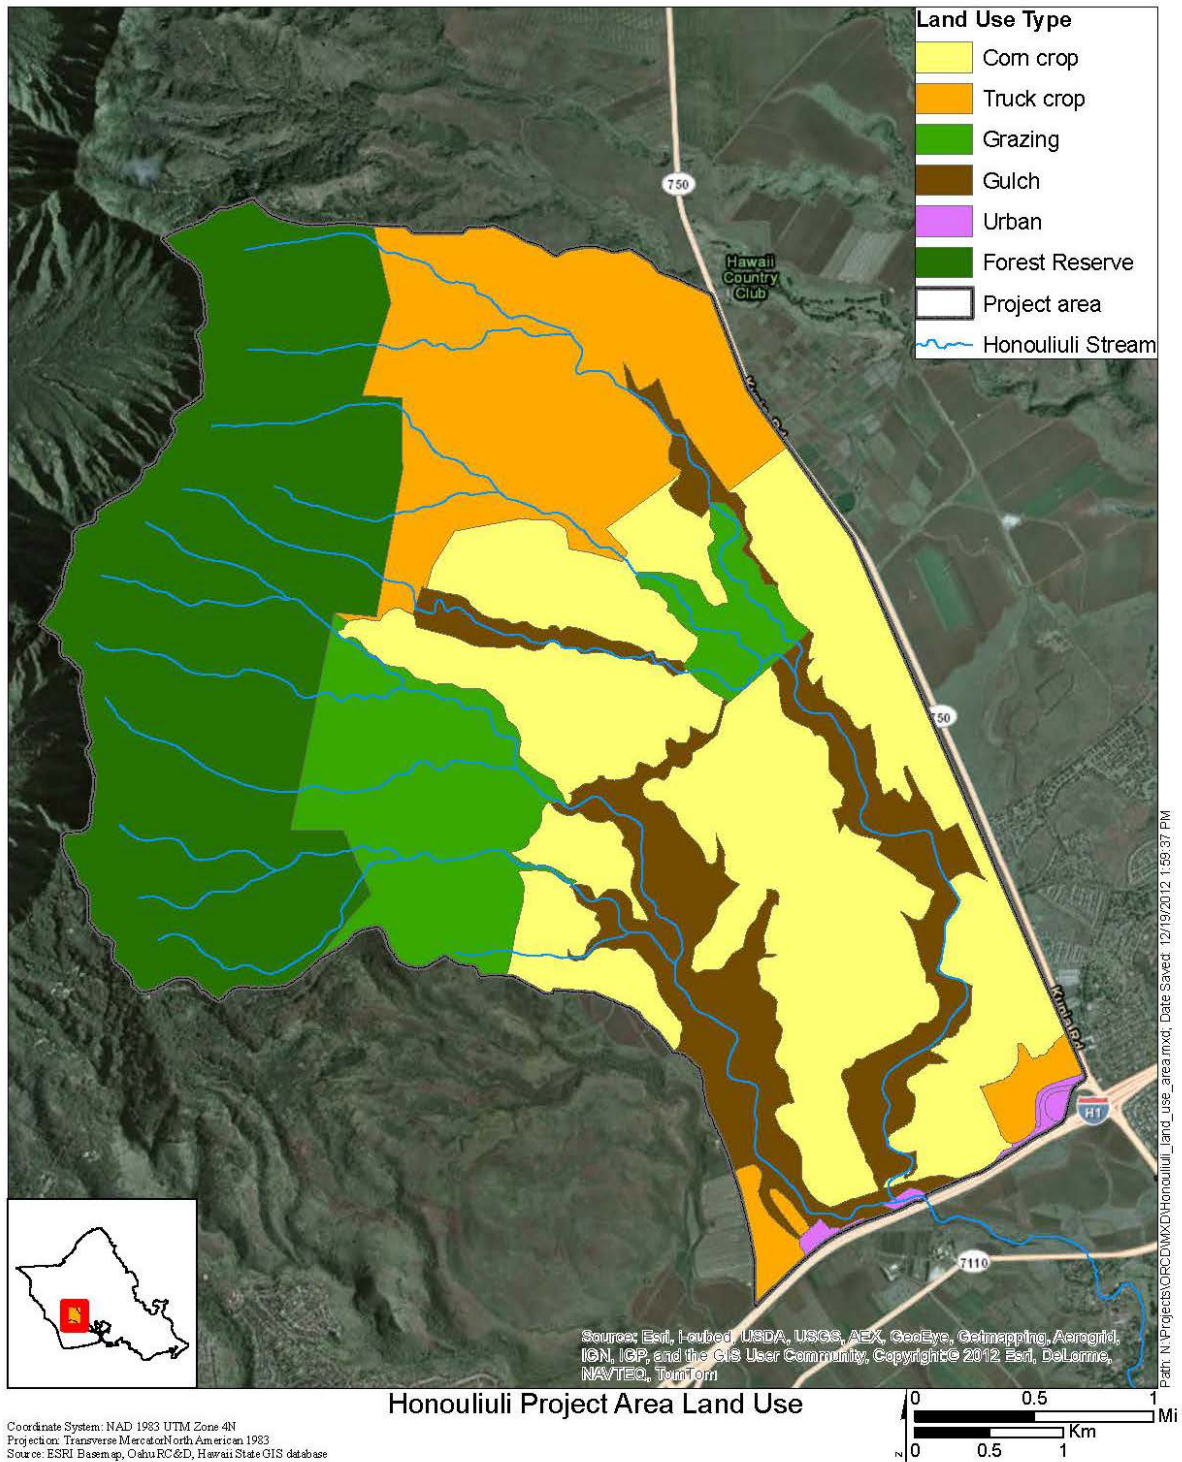 Land Use Type
Corn crop
Truck crop
Grazing
Gulch
Urban
Forest Reserve
Project area
Honouliuli Stream
750
Hawaii
Country
Club
Kunia Rd
750
Kunia Rd
H1
7110
Source: Esri, i-cubed, USDA, USGS, AEX, GeoEye, Getmapping, Aerogrid,
IGN, IGP, and the GIS User Community, Copyright:© 2012 Esri, DeLorme,
NAVTEQ, TomTom
Path: N:\Projects\ORCD\MXD\Honouliuli_land_use_area.mxd; Date Saved: 12/19/2012 1:59:37 PM
Honouliuli Project Area Land Use
Coordinate System: NAD 1983 UTM Zone 4N
Projection: Transverse MercatorNorth American 1983
Source: ESRI Basemap, Oahu RC&D, Hawaii State GIS database
N
0 0.5 1
Mi
Km
0 0.5 1